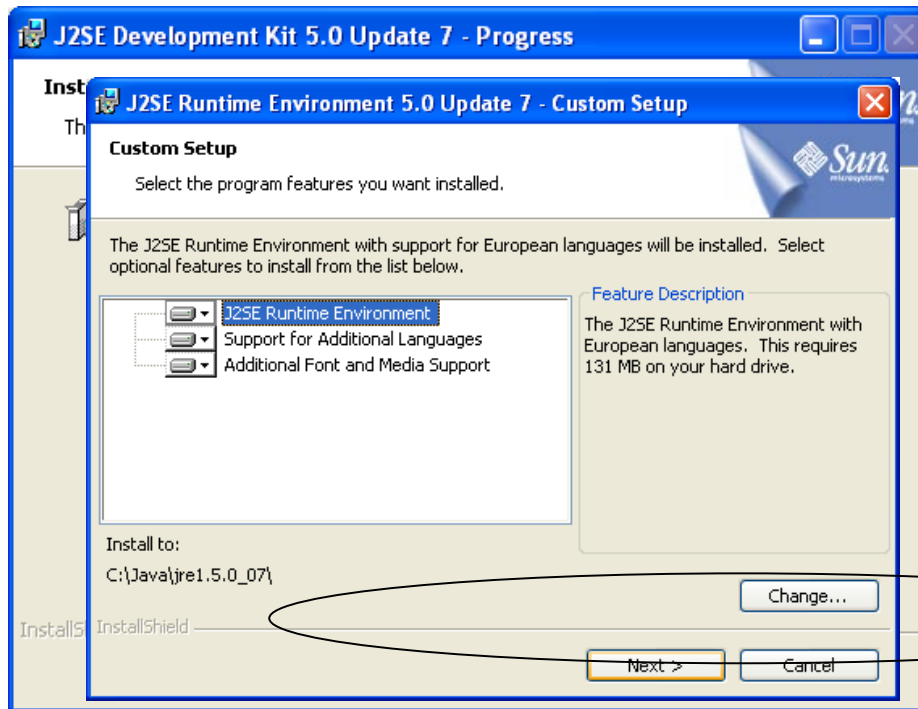 J2SE Development Kit 5.0 Update 7 - Progress
Inst
Th
J2SE Runtime Environment 5.0 Update 7 - Custom Setup
Custom Setup
Select the program features you want installed.
Sun
microsystems
The J2SE Runtime Environment with support for European languages will be installed. Select
optional features to install from the list below.
J2SE Runtime Environment
Support for Additional Languages
Additional Font and Media Support
Feature Description
The J2SE Runtime Environment with
European languages. This requires
131 MB on your hard drive.
Install to:
C:\Java\jre1.5.0_07\
Change...
InstallS
InstallShield
Next >
Cancel